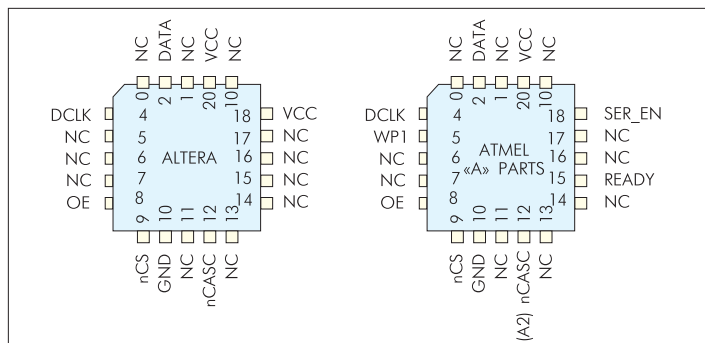 NC DATA NC VCC NC
0 2 1 20 10
DCLK 4 18 VCC
NC 5 17 NC
NC 6 ALTERA 16 NC
NC 7 15 NC
OE 8 14 NC
9 10 11 12 13
nCS GND NC nCASC NC
NC DATA NC VCC NC
0 2 1 20 10
DCLK 4 18 SER_EN
WP1 5 17 NC
NC 6 ATMEL 16 NC
NC 7 «A» PARTS 15 READY
OE 8 14 NC
9 10 11 12 13
nCS GND NC (A2) nCASC NC